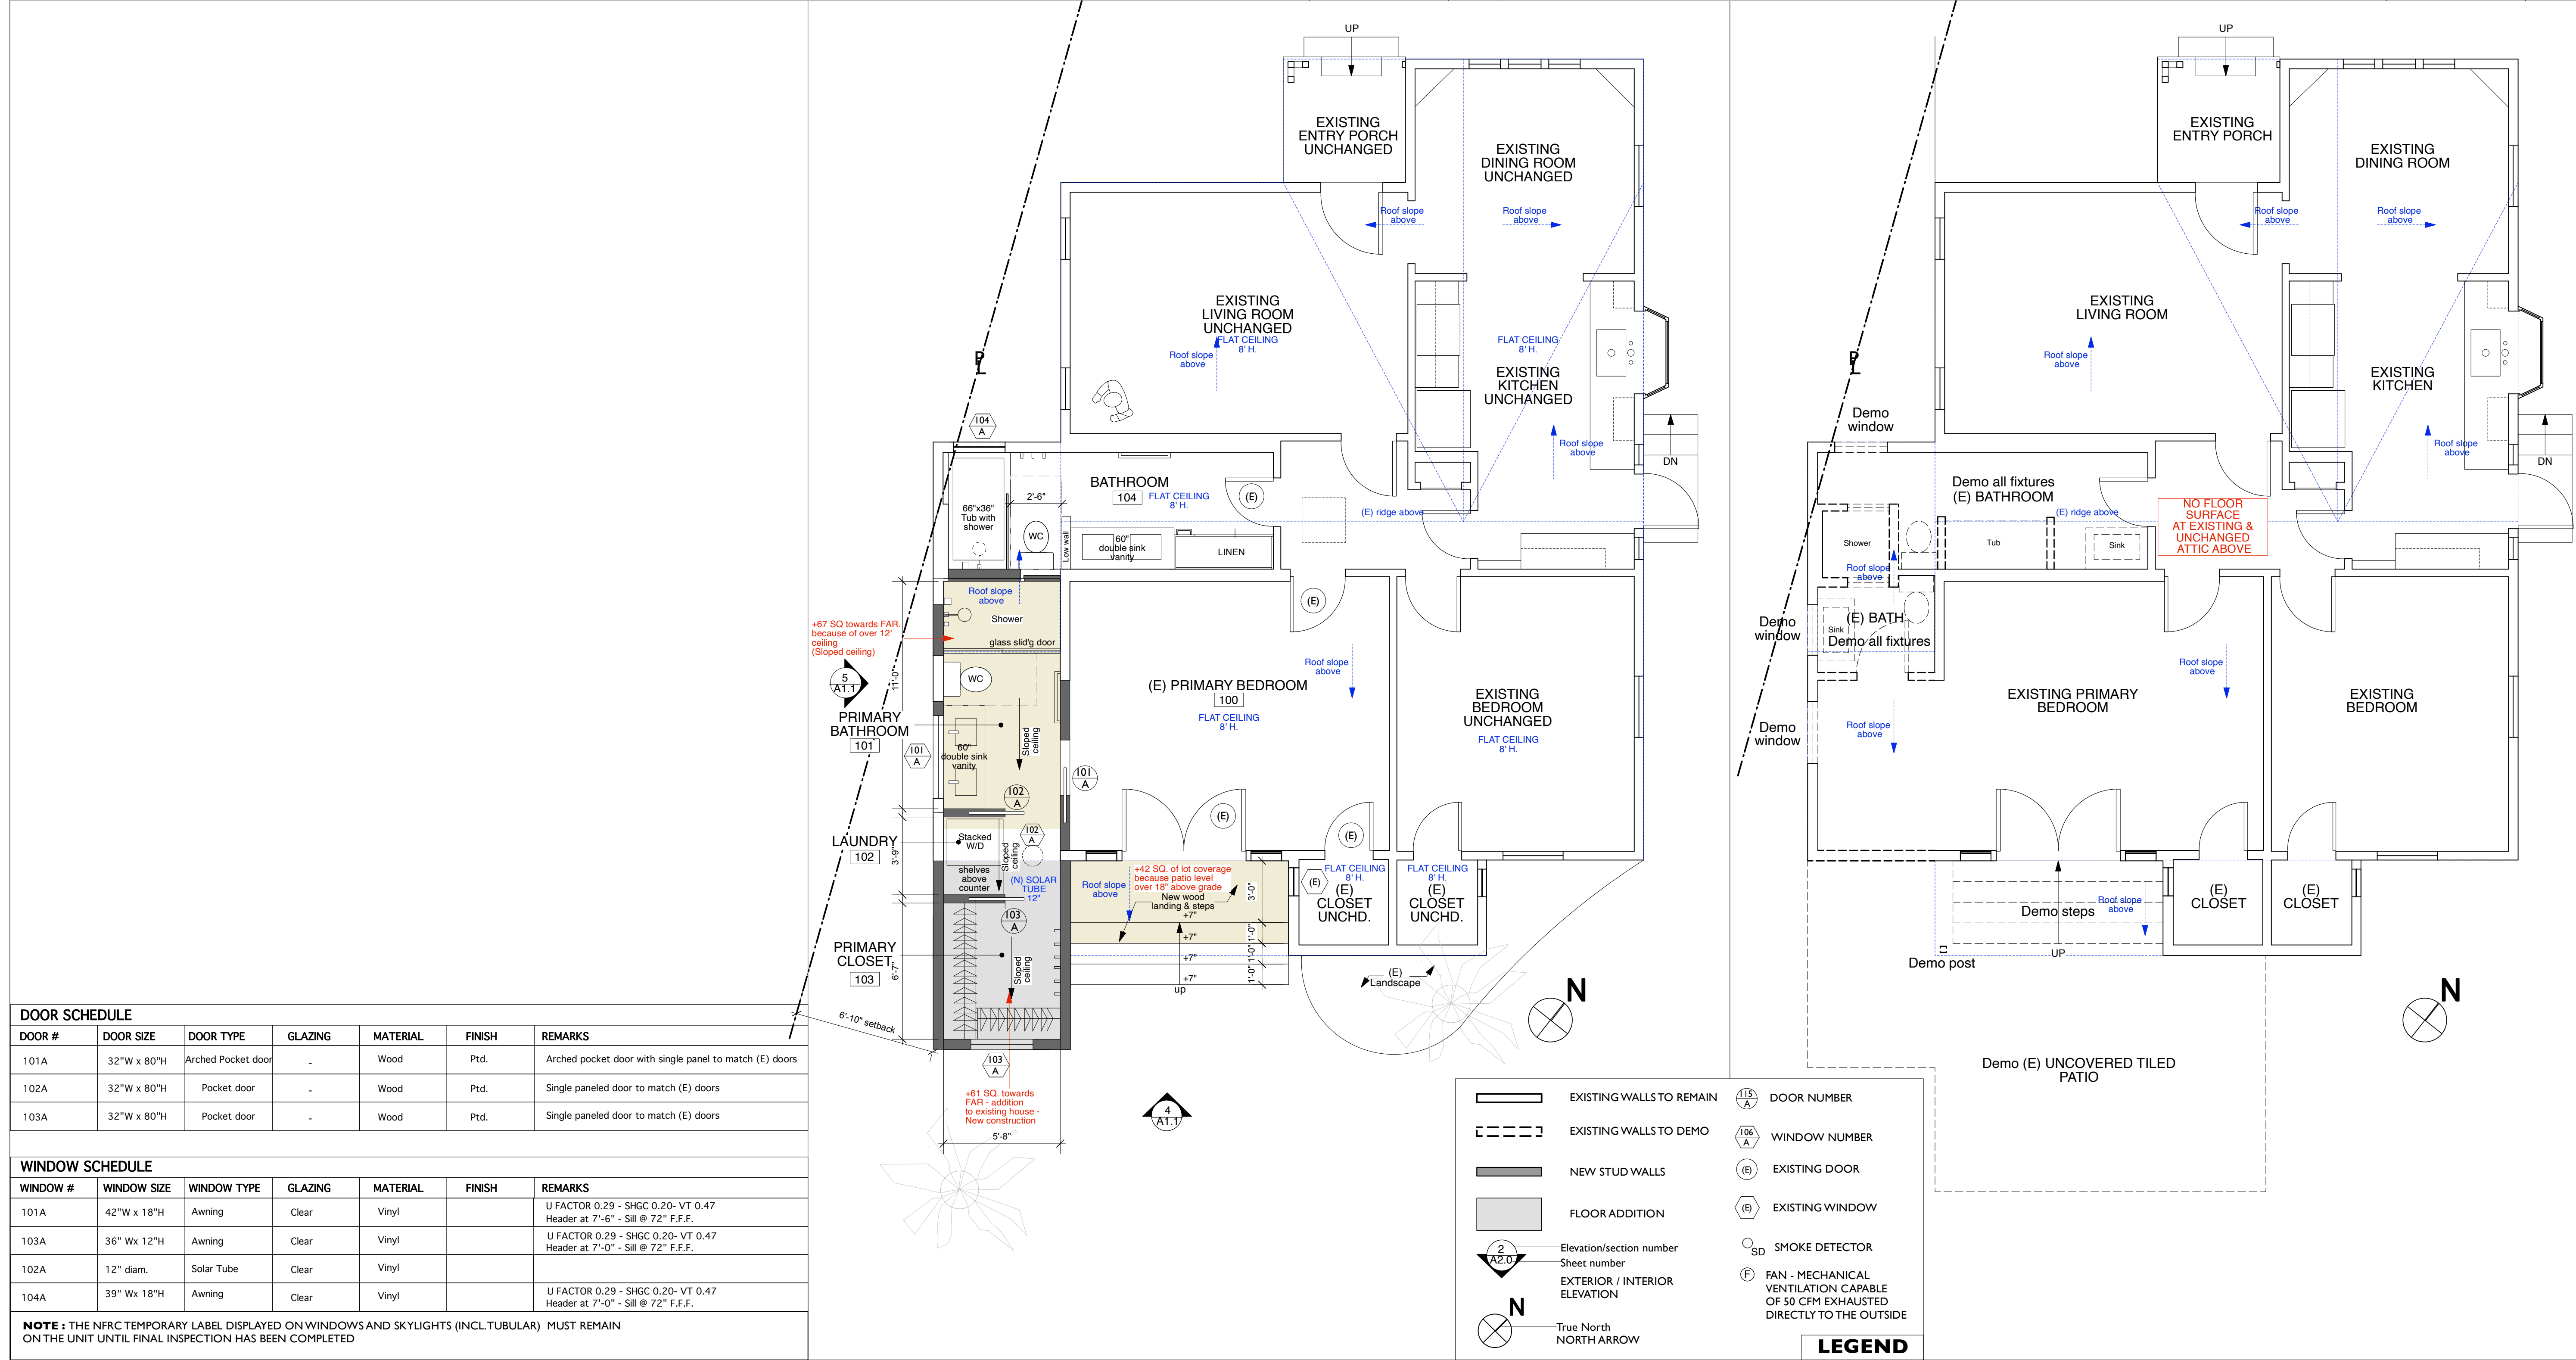 DOOR SCHEDULE
DOOR # DOOR SIZE DOOR TYPE GLAZING MATERIAL FINISH REMARKS
101A 32"W x 80"H Arched Pocket door - Wood Ptd. Arched pocket door with single panel to match (E) doors
102A 32"W x 80"H Pocket door - Wood Ptd. Single paneled door to match (E) doors
103A 32"W x 80"H Pocket door - Wood Ptd. Single paneled door to match (E) doors
WINDOW SCHEDULE
WINDOW # WINDOW SIZE WINDOW TYPE GLAZING MATERIAL FINISH REMARKS
101A 42"W x 18"H Awning Clear Vinyl U FACTOR 0.29 - SHGC 0.20- VT 0.47
Header at 7'-6" - Sill @ 72" F.F.F.
103A 36" Wx 12"H Awning Clear Vinyl U FACTOR 0.29 - SHGC 0.20- VT 0.47
Header at 7'-0" - Sill @ 72" F.F.F.
102A 12" diam. Solar Tube Clear Vinyl
104A 39" Wx 18"H Awning Clear Vinyl U FACTOR 0.29 - SHGC 0.20- VT 0.47
Header at 7'-0" - Sill @ 72" F.F.F.
NOTE : THE NFRC TEMPORARY LABEL DISPLAYED ON WINDOWS AND SKYLIGHTS (INCL.TUBULAR) MUST REMAIN
ON THE UNIT UNTIL FINAL INSPECTION HAS BEEN COMPLETED
UP
EXISTING
ENTRY PORCH
UNCHANGED
EXISTING
DINING ROOM
UNCHANGED
Roof slope
above
Roof slope
above
EXISTING
LIVING ROOM
UNCHANGED
FLAT CEILING
8' H.
Roof slope
above
FLAT CEILING
8' H.
EXISTING
KITCHEN
UNCHANGED
Roof slope
above
DN
PL
104
A
BATHROOM
104
FLAT CEILING
8' H.
(E)
2'-6"
66"x36"
Tub with
shower
WC
Low wall
60"
double sink
vanity
LINEN
(E) ridge above
Roof slope
above
Shower
glass slid'g door
+67 SQ towards FAR.
because of over 12'
ceiling
(Sloped ceiling)
5
A1.1
11'-0"
WC
PRIMARY
BATHROOM
101
101
A
60"
double sink
vanity
Sloped
ceiling
102
A
101
A
(E)
(E) PRIMARY BEDROOM
100
FLAT CEILING
8' H.
Roof slope
above
(E)
(E)
EXISTING
BEDROOM
UNCHANGED
FLAT CEILING
8' H.
LAUNDRY
102
3'-9"
Stacked
W/D
102
A
Sloped
ceiling
shelves
above
counter
(N) SOLAR
TUBE
12"
103
A
PRIMARY
CLOSET
103
6'-7"
Sloped
ceiling
6'-10" setback
103
A
+61 SQ. towards
FAR - addition
to existing house -
New construction
5'-8"
Roof slope
above
+42 SQ. of lot coverage
because patio level
over 18" above grade
New wood
landing & steps
+7"
+7"
+7"
+7"
up
3'-0"
1'-0"
1'-0"
1'-0"
(E)
FLAT CEILING
8' H.
(E)
CLOSET
UNCHD.
FLAT CEILING
8' H.
(E)
CLOSET
UNCHD.
(E)
Landscape
N
4
A1.1
UP
EXISTING
ENTRY PORCH
EXISTING
DINING ROOM
Roof slope
above
Roof slope
above
EXISTING
LIVING ROOM
Roof slope
above
EXISTING
KITCHEN
Roof slope
above
DN
PL
Demo
window
Demo all fixtures
(E) BATHROOM
(E) ridge above
NO FLOOR
SURFACE
AT EXISTING &
UNCHANGED
ATTIC ABOVE
Shower
Tub
Sink
Roof slope
above
Demo
window
Sink
(E) BATH
Demo all fixtures
Demo
window
Roof slope
above
EXISTING PRIMARY
BEDROOM
Roof slope
above
EXISTING
BEDROOM
Demo steps
Roof slope
above
UP
(E)
CLOSET
(E)
CLOSET
Demo post
N
Demo (E) UNCOVERED TILED
PATIO
EXISTING WALLS TO REMAIN
EXISTING WALLS TO DEMO
NEW STUD WALLS
FLOOR ADDITION
2
A2.0
Elevation/section number
Sheet number
EXTERIOR / INTERIOR
ELEVATION
N
True North
NORTH ARROW
115
A
DOOR NUMBER
106
A
WINDOW NUMBER
(E) EXISTING DOOR
(E) EXISTING WINDOW
SD SMOKE DETECTOR
F FAN - MECHANICAL
VENTILATION CAPABLE
OF 50 CFM EXHAUSTED
DIRECTLY TO THE OUTSIDE
LEGEND